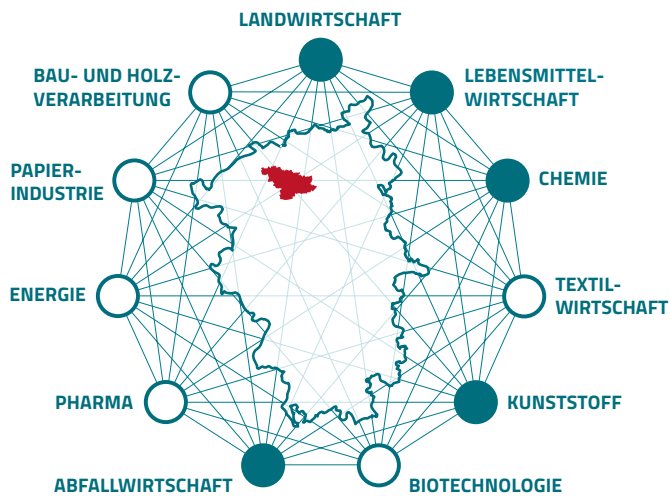 LANDWIRTSCHAFT
BAU- UND HOLZ-
VERARBEITUNG
LEBENSMITTEL-
WIRTSCHAFT
PAPIER-
INDUSTRIE
CHEMIE
ENERGIE
TEXTIL-
WIRTSCHAFT
PHARMA
KUNSTSTOFF
ABFALLWIRTSCHAFT
BIOTECHNOLOGIE